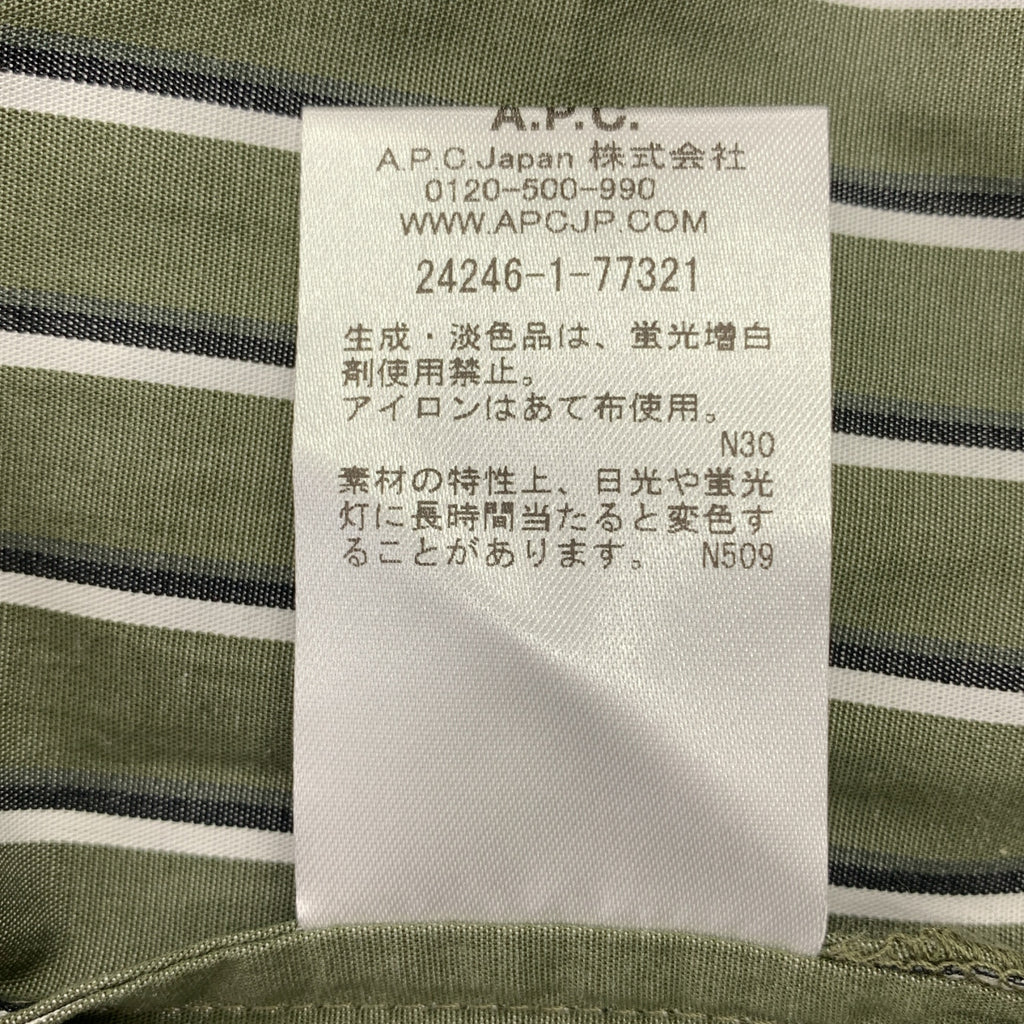 A.P.C.
A.P.C.Japan 株式会社
0120-500-990
WWW.APCJP.COM
24246-1-77321
生成・淡色品は、蛍光増白
剤使用禁止。
アイロンはあて布使用。
N30
素材の特性上、日光や蛍光
灯に長時間当たると変色す
ることがあります。 N509